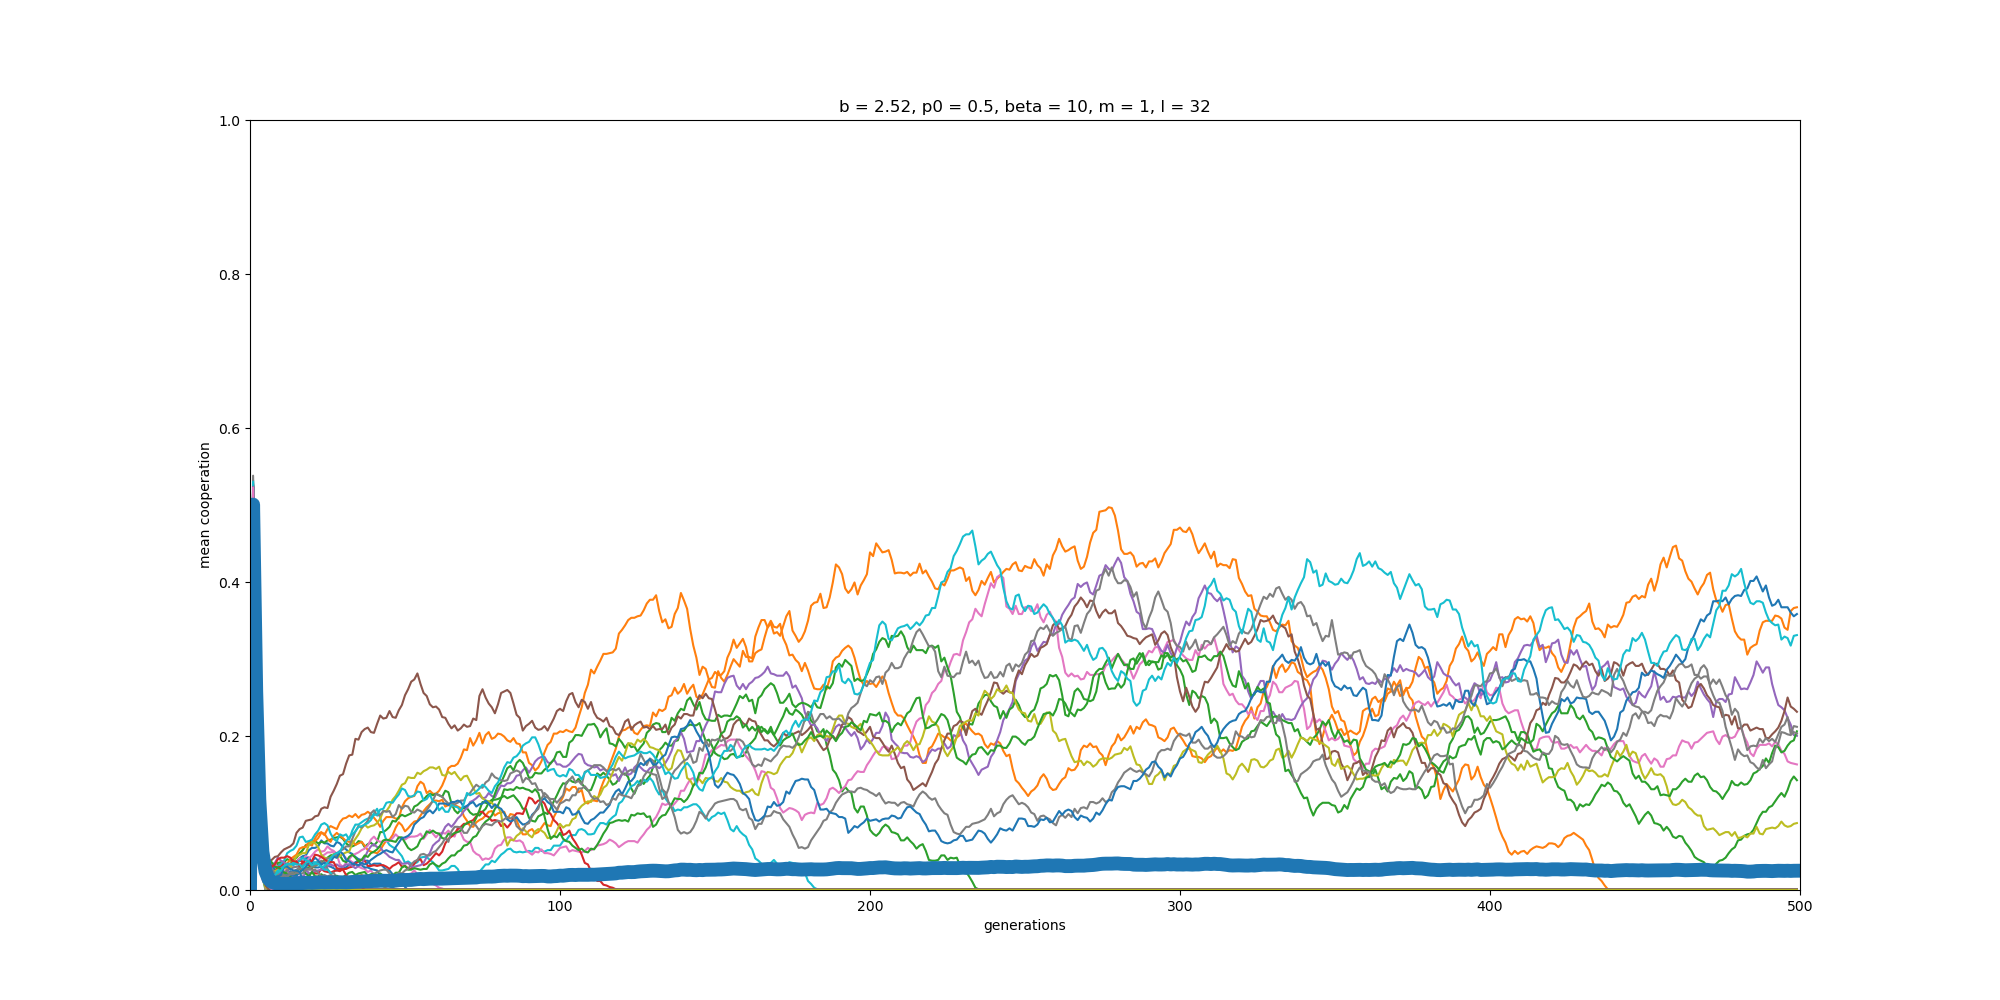 b = 2.52, p0 = 0.5, beta = 10, m = 1, l = 32
1.0
0.8
0.6
0.4
0.2
0.0
mean cooperation
0 100 200 300 400 500
generations